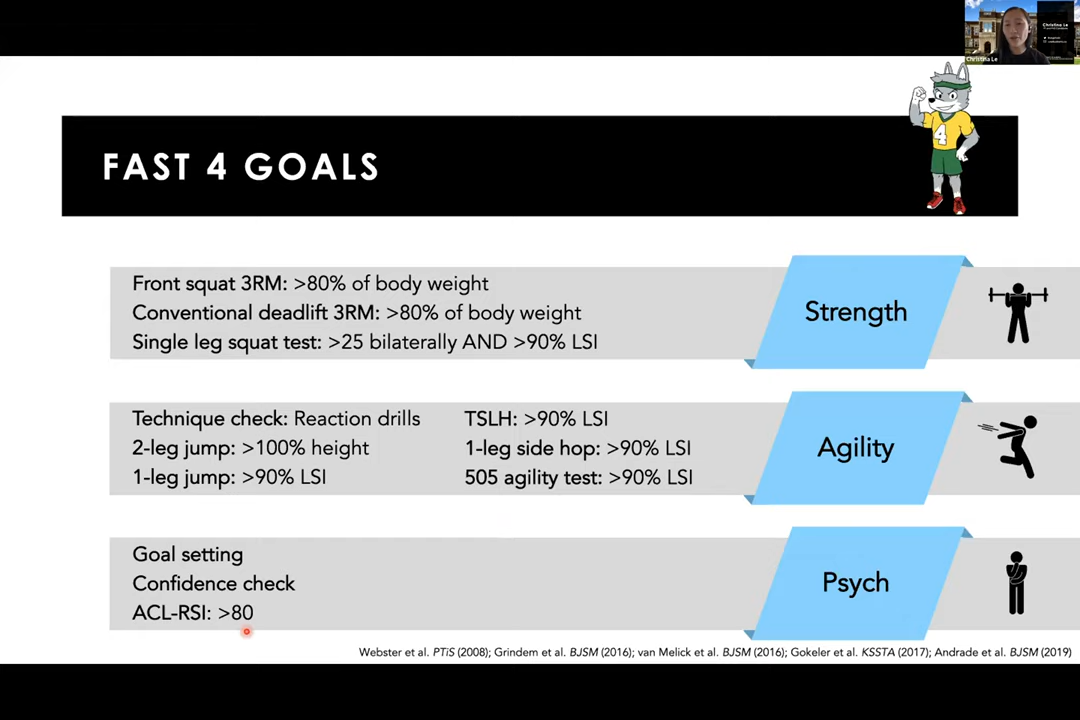 Christina Le
Christina Le
FAST 4 GOALS
4
Front squat 3RM: >80% of body weight
Conventional deadlift 3RM: >80% of body weight
Single leg squat test: >25 bilaterally AND >90% LSI
Strength
Technique check: Reaction drills
2-leg jump: >100% height
1-leg jump: >90% LSI
TSLH: >90% LSI
1-leg side hop: >90% LSI
505 agility test: >90% LSI
Agility
Goal setting
Confidence check
ACL-RSI: >80
Psych
Webster et al. PTiS (2008); Grindem et al. BJSM (2016); van Melick et al. BJSM (2016); Gokeler et al. KSSTA (2017); Andrade et al. BJSM (2019)